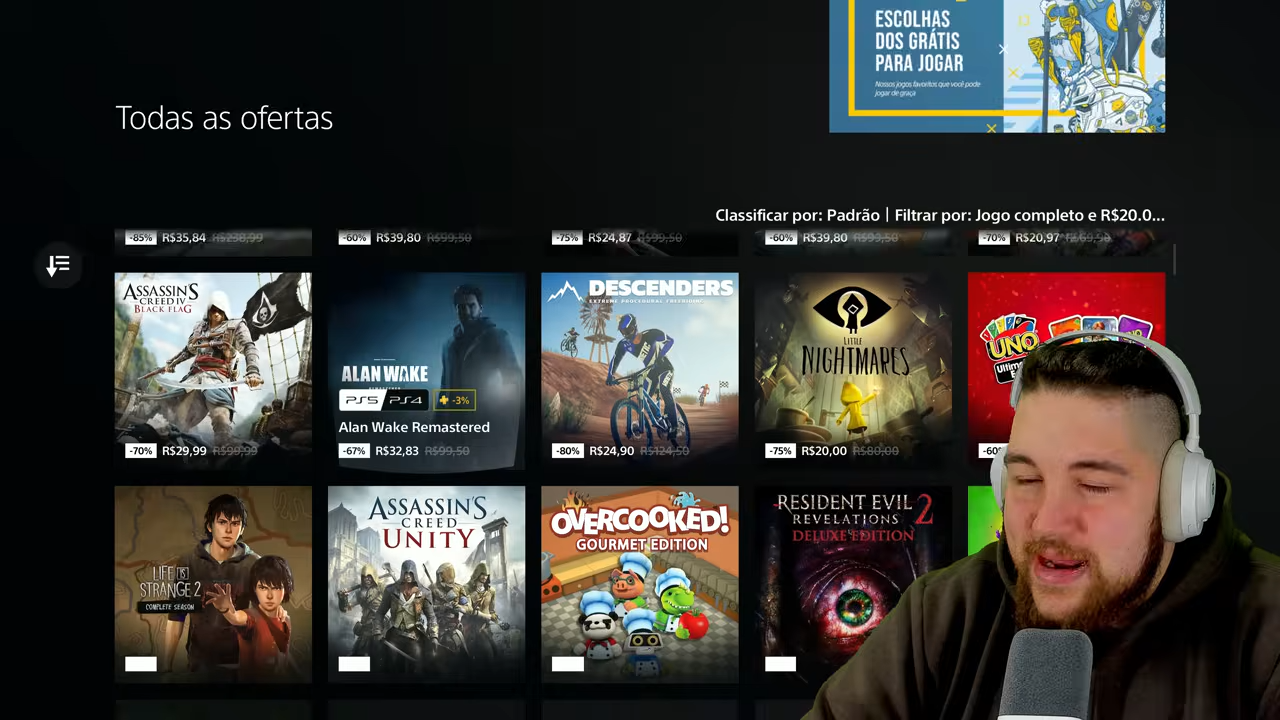 ESCOLHAS
DOS GRÁTIS
PARA JOGAR
Nossos jogos favoritos que você pode
jogar de graça
Todas as ofertas
Classificar por: Padrão | Filtrar por: Jogo completo e R$20.0...
-85% R$35,84 R$238,99
-60% R$39,80 R$99,50
-75% R$24,87 R$99,50
-60% R$39,80 R$99,50
-70% R$20,97
ASSASSIN'S
CREED IV
BLACK FLAG
-70% R$29,99 R$99,99
ALAN WAKE
REMASTERED
PS5 PS4 -3%
Alan Wake Remastered
-67% R$32,83 R$99,50
DESCENDERS
EXTREME PROCEDURAL FREERIDING
-80% R$24,90 R$124,50
LITTLE
NIGHTMARES
-75% R$20,00 R$80,00
UNO
LIFE IS
STRANGE 2
COMPLETE SEASON
ASSASSIN'S
CREED
UNITY
OVERCOOKED!
GOURMET EDITION
RESIDENT EVIL
REVELATIONS 2
DELUXE EDITION